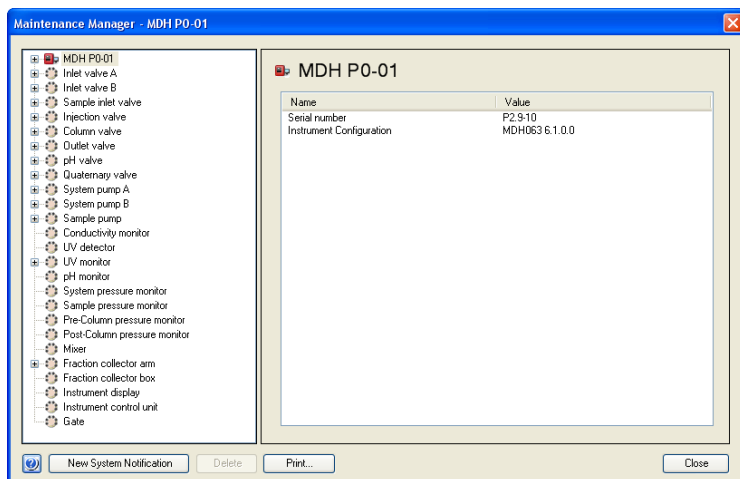 Maintenance Manager - MDH P0-01
MDH P0-01
Inlet valve A
Inlet valve B
Sample inlet valve
Injection valve
Column valve
Outlet valve
pH valve
Quaternary valve
System pump A
System pump B
Sample pump
Conductivity monitor
UV detector
UV monitor
pH monitor
System pressure monitor
Sample pressure monitor
Pre-Column pressure monitor
Post-Column pressure monitor
Mixer
Fraction collector arm
Fraction collector box
Instrument display
Instrument control unit
Gate
MDH P0-01
Name Value
Serial number P2.9-10
Instrument Configuration MDH063 6.1.0.0
New System Notification Delete Print... Close